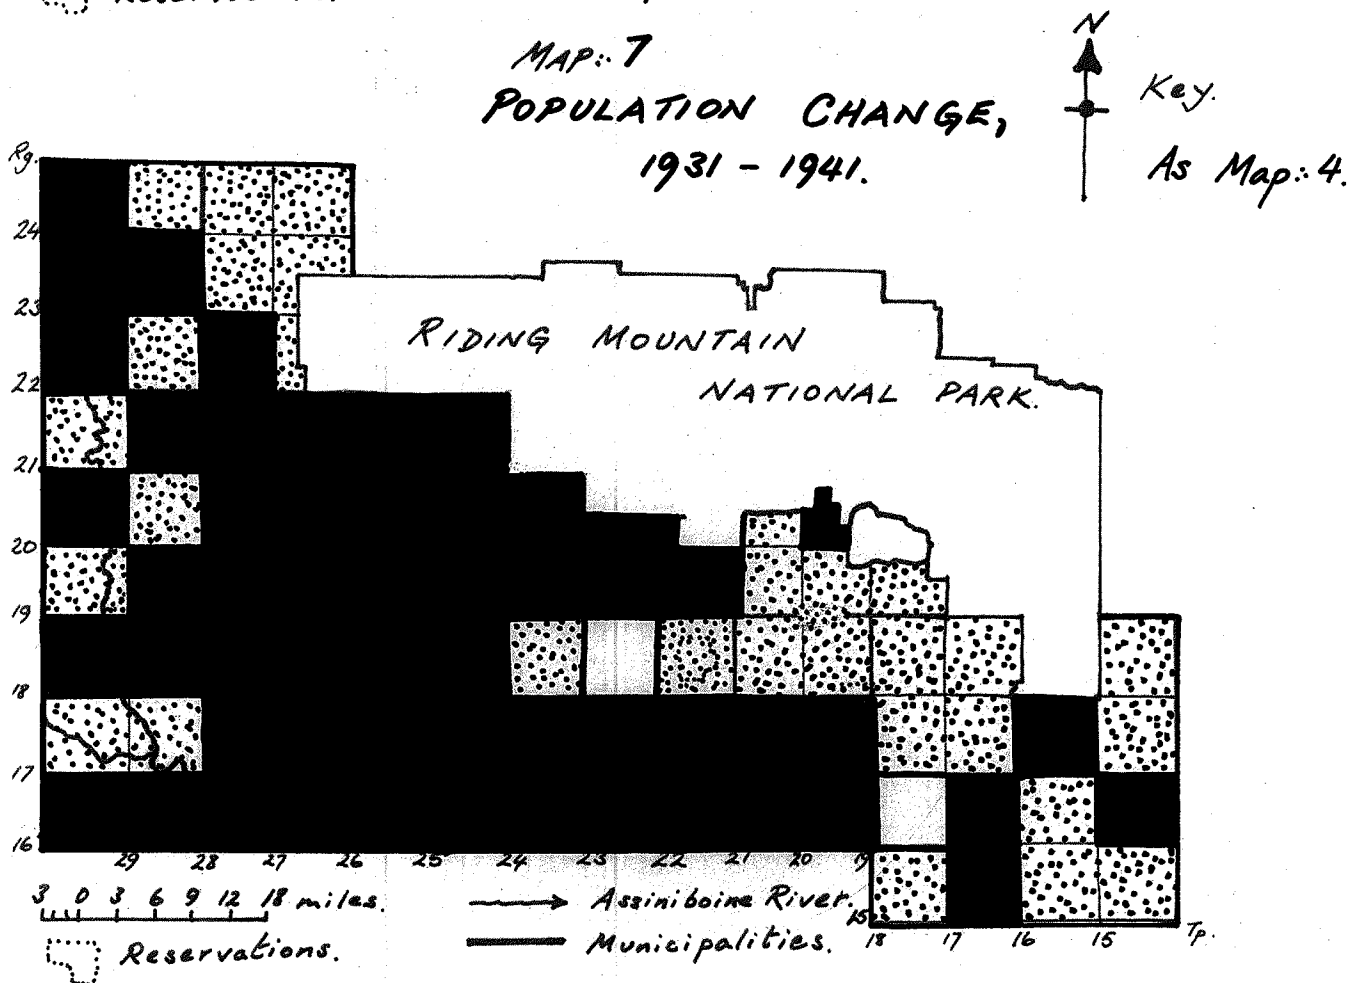 MAP: 7
POPULATION CHANGE,
1931 - 1941.
N
Key.
As Map: 4.
Rg.
24
23
22
21
20
19
18
17
16
RIDING MOUNTAIN
NATIONAL PARK.
29 28 27 26 25 24 23 22 21 20 19
15
18 17 16 15 Tp.
3 0 3 6 9 12 18 miles.
Assiniboine River.
Municipalities.
Reservations.